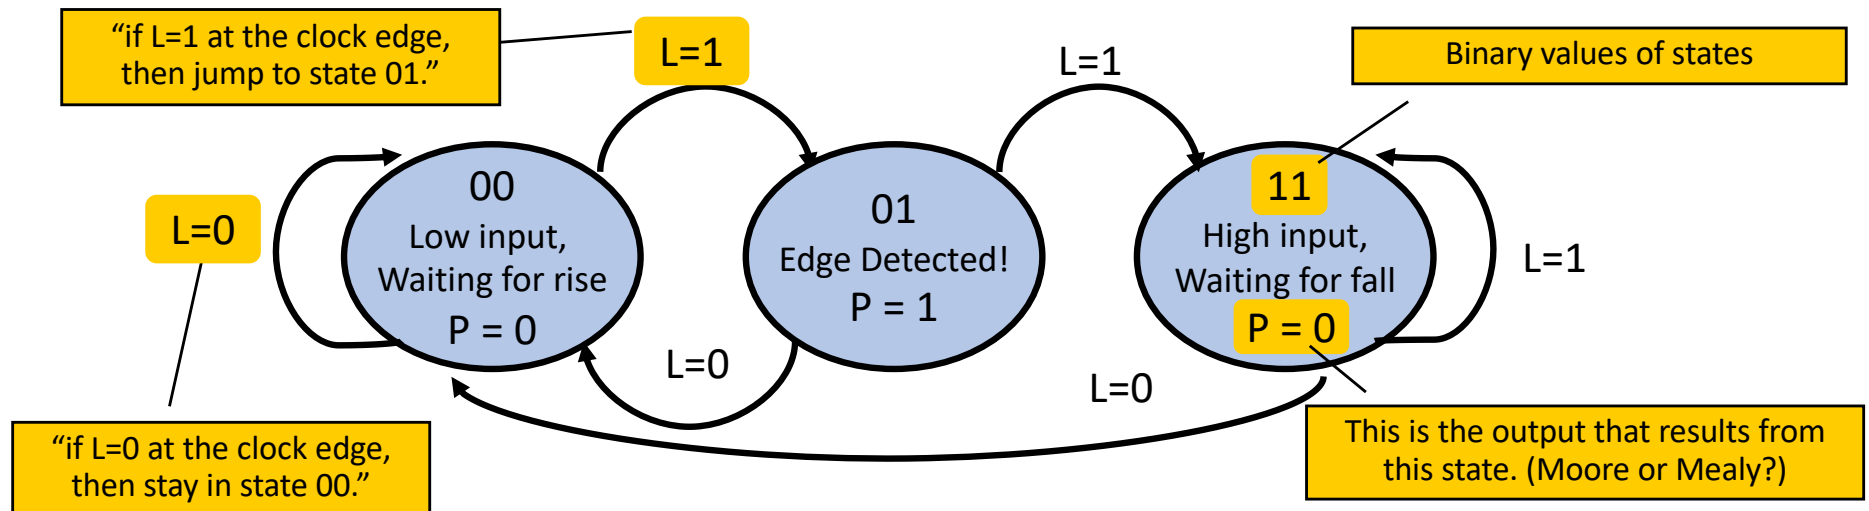 “if L=1 at the clock edge,
then jump to state 01.”
L=1
L=1
Binary values of states
L=0
00
Low input,
Waiting for rise
P = 0
01
Edge Detected!
P = 1
11
High input,
Waiting for fall
P = 0
L=1
L=0
L=0
“if L=0 at the clock edge,
then stay in state 00.”
This is the output that results from
this state. (Moore or Mealy?)